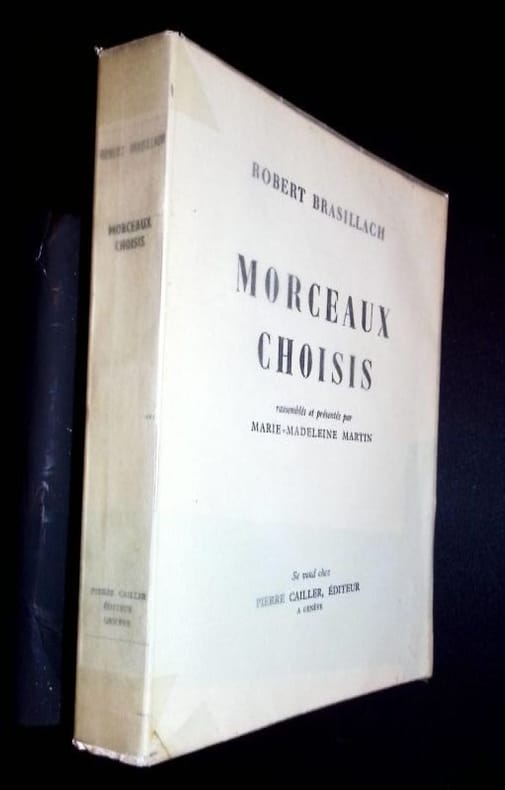 ROBERT BRASILLACH
MORCEAUX
CHOISIS
PIERRE CAILLER
ÉDITEUR
GENÈVE
ROBERT BRASILLACH
MORCEAUX
CHOISIS
rassemblés et présentés par
MARIE-MADELEINE MARTIN
Se vend chez
PIERRE CAILLER, ÉDITEUR
A GENÈVE